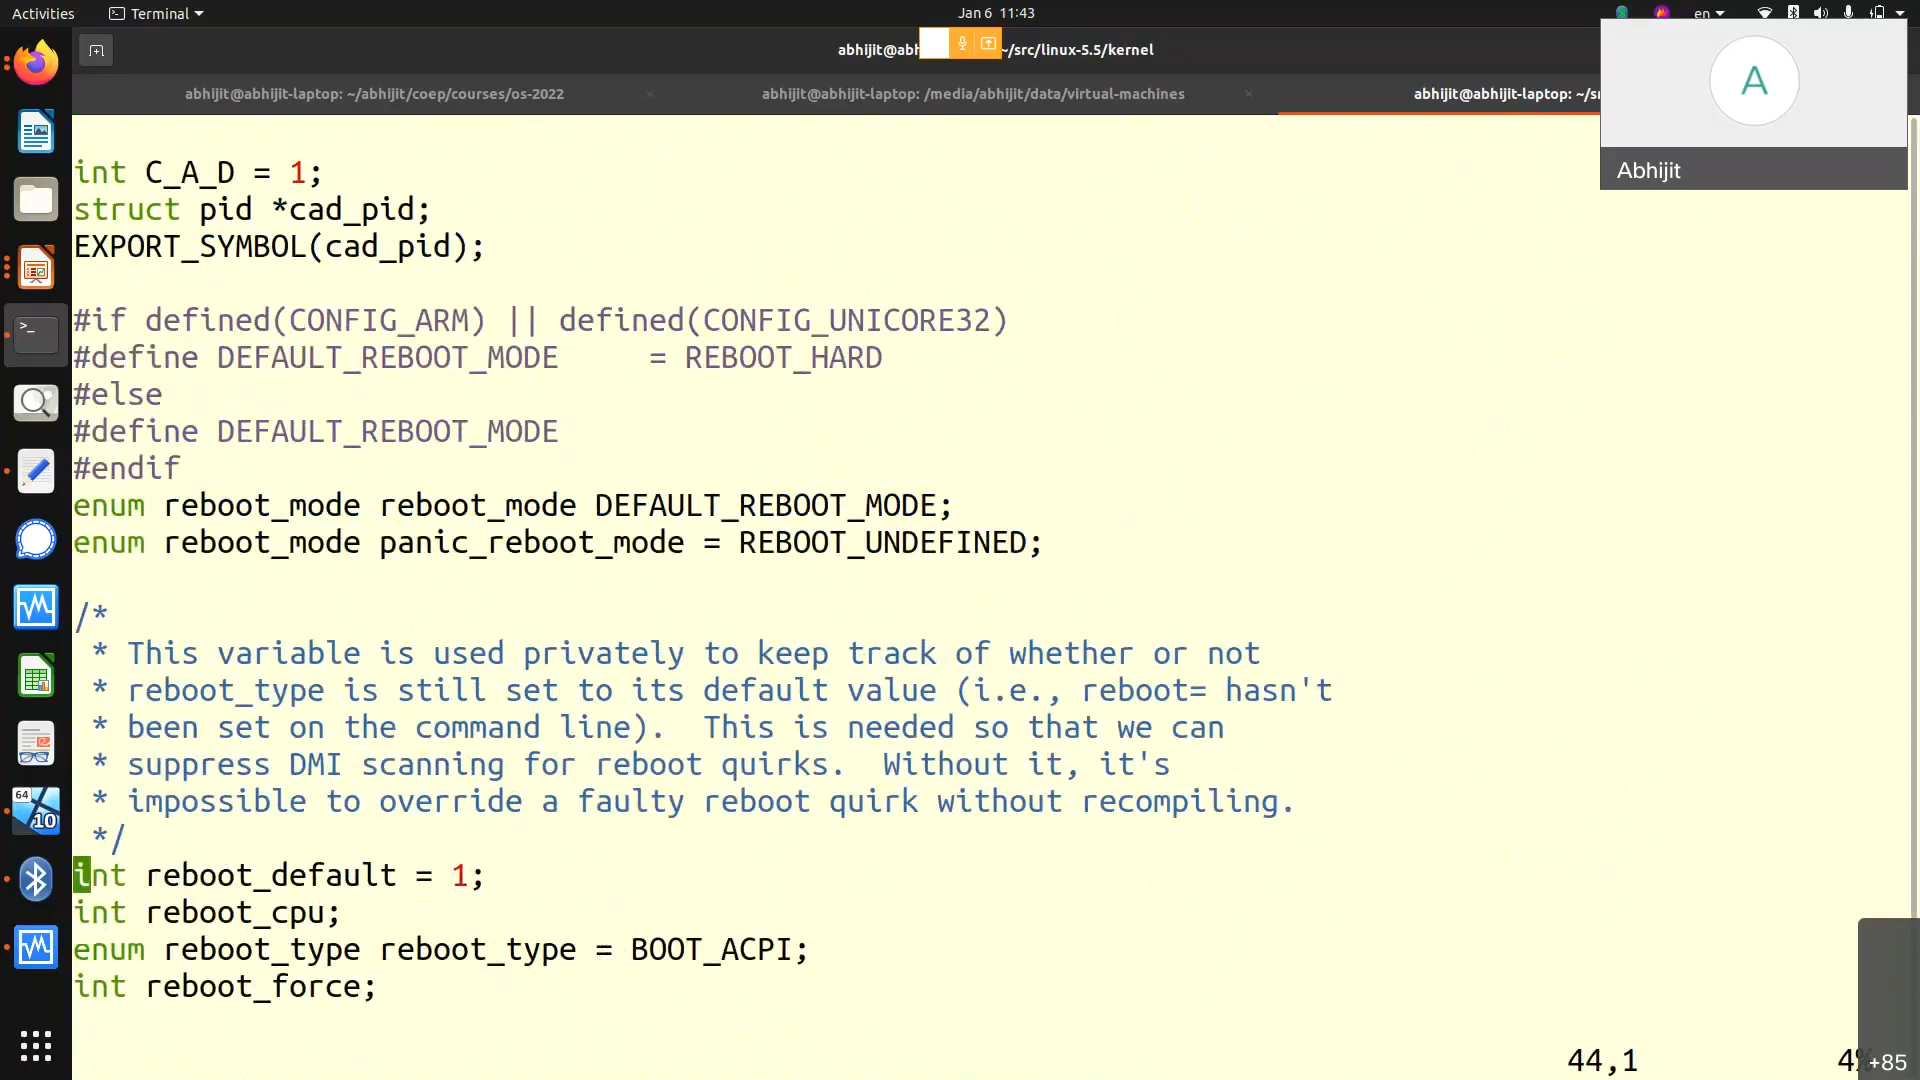 Activities Terminal Jan 6 11:43 en
abhijit@abh ~/src/linux-5.5/kernel
abhijit@abhijit-laptop: ~/abhijit/coep/courses/os-2022 abhijit@abhijit-laptop: /media/abhijit/data/virtual-machines abhijit@abhijit-laptop: ~/sr
A
Abhijit
int C_A_D = 1;
struct pid *cad_pid;
EXPORT_SYMBOL(cad_pid);
#if defined(CONFIG_ARM) || defined(CONFIG_UNICORE32)
#define DEFAULT_REBOOT_MODE = REBOOT_HARD
#else
#define DEFAULT_REBOOT_MODE
#endif
enum reboot_mode reboot_mode DEFAULT_REBOOT_MODE;
enum reboot_mode panic_reboot_mode = REBOOT_UNDEFINED;
/*
* This variable is used privately to keep track of whether or not
* reboot_type is still set to its default value (i.e., reboot= hasn't
* been set on the command line).  This is needed so that we can
* suppress DMI scanning for reboot quirks.  Without it, it's
* impossible to override a faulty reboot quirk without recompiling.
*/
int reboot_default = 1;
int reboot_cpu;
enum reboot_type reboot_type = BOOT_ACPI;
int reboot_force;
64
10
44,1 4%
+85